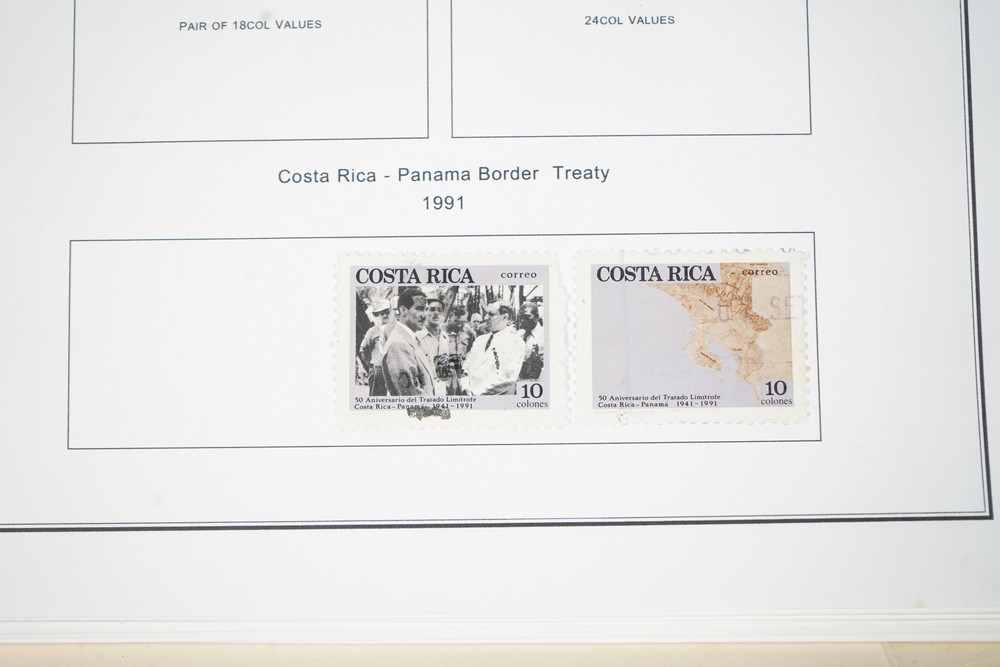 PAIR OF 18COL VALUES
24COL VALUES
Costa Rica - Panama Border Treaty
1991
COSTA RICA correo
10
colones
50 Aniversario del Tratado Limítrofe
Costa Rica - Panamá 1941-1991
COSTA RICA correo
SE
10
colones
50 Aniversario del Tratado Limítrofe
Costa Rica - Panamá 1941-1991